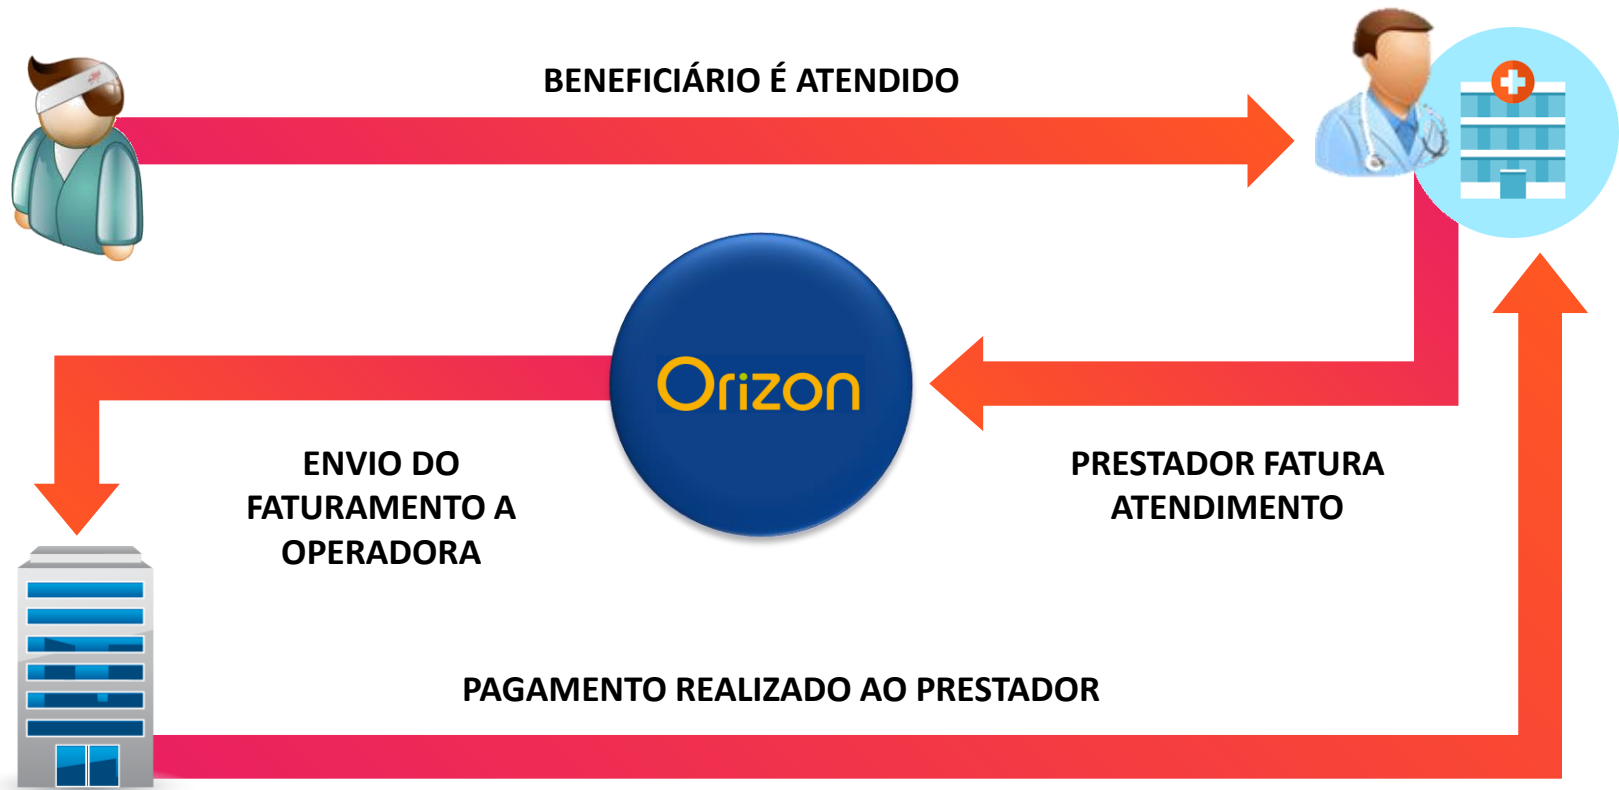 BENEFICIÁRIO É ATENDIDO
Orizon
ENVIO DO
FATURAMENTO A
OPERADORA
PRESTADOR FATURA
ATENDIMENTO
PAGAMENTO REALIZADO AO PRESTADOR